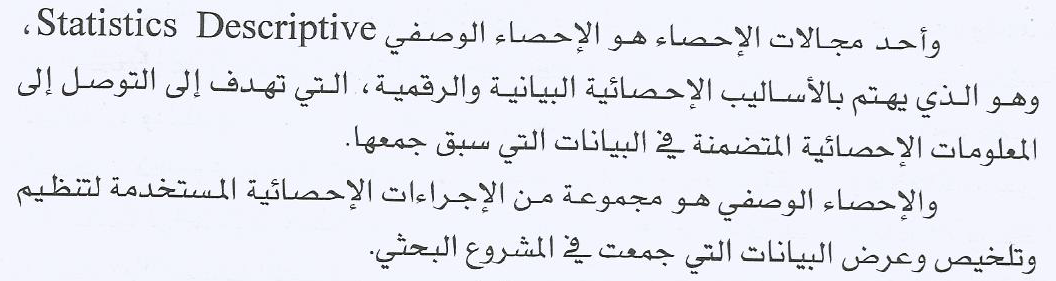 وأحد مجالات الإحصاء هو الإحصاء الوصفي Statistics Descriptive ،
وهو الذي يهتم بالأساليب الإحصائية البيانية والرقمية، التي تهدف إلى التوصل إلى
المعلومات الإحصائية المتضمنة في البيانات التي سبق جمعها.
والإحصاء الوصفي هو مجموعة من الإجراءات الإحصائية المستخدمة لتنظيم
وتلخيص وعرض البيانات التي جمعت في المشروع البحثي.